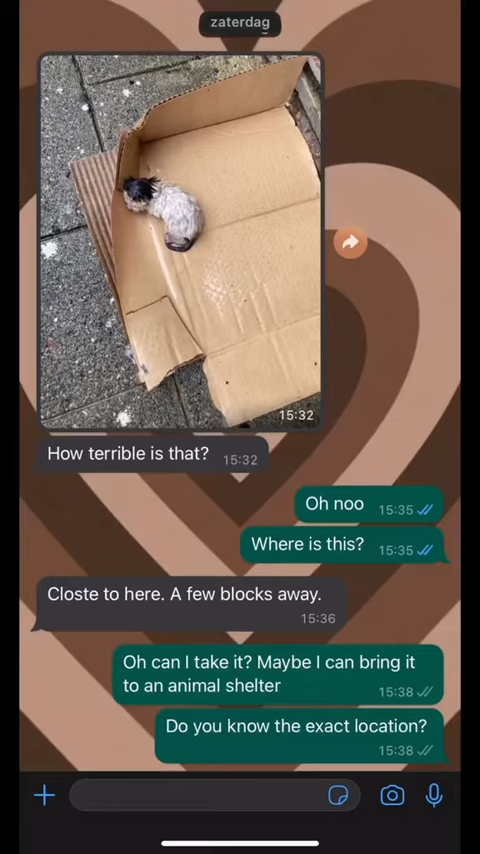 zaterdag
15:32
How terrible is that? 15:32
Oh noo 15:35
Where is this? 15:35
Closte to here. A few blocks away.
15:36
Oh can I take it? Maybe I can bring it
to an animal shelter 15:38
Do you know the exact location?
15:38